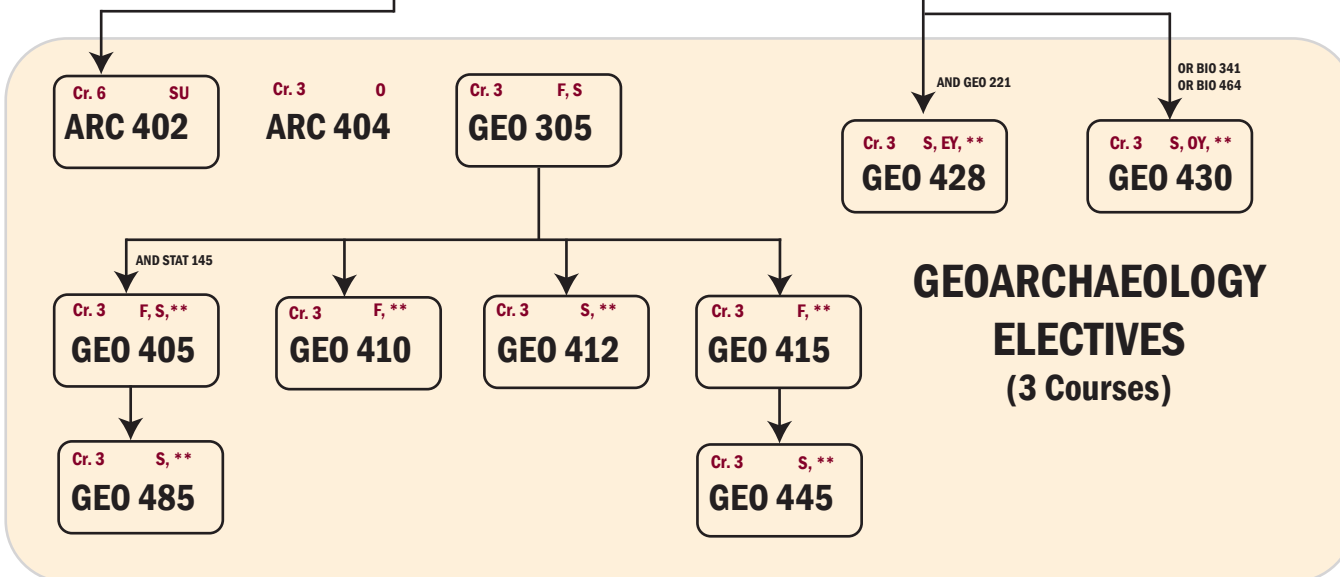 OR BIO 341
OR BIO 464
AND GEO 221
Cr. 6 SU
ARC 402
Cr. 3 O
ARC 404
Cr. 3 F, S
GEO 305
Cr. 3 S, EY, **
GEO 428
Cr. 3 S, OY, **
GEO 430
AND STAT 145
Cr. 3 F, S,**
GEO 405
Cr. 3 F, **
GEO 410
Cr. 3 S, **
GEO 412
Cr. 3 F, **
GEO 415
GEOARCHAEOLOGY
ELECTIVES
(3 Courses)
Cr. 3 S, **
GEO 485
Cr. 3 S, **
GEO 445